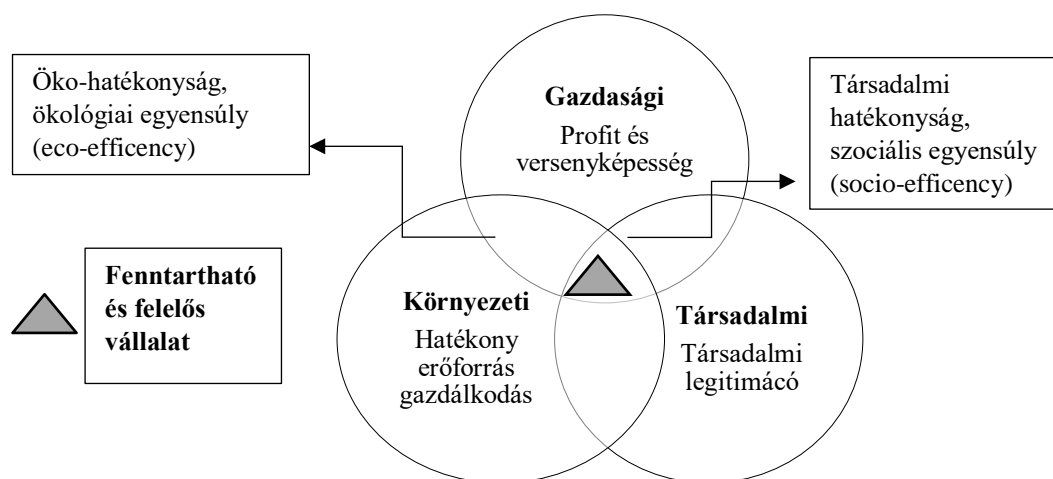 Öko-hatékonyság,
ökológiai egyensúly
(eco-efficency)
Gazdasági
Profit és
versenyképesség
Társadalmi
hatékonyság,
szociális egyensúly
(socio-efficency)
Fenntartható
és felelős
vállalat
Környezeti
Hatékony
erőforrás
gazdálkodás
Társadalmi
Társadalmi
legitimácó